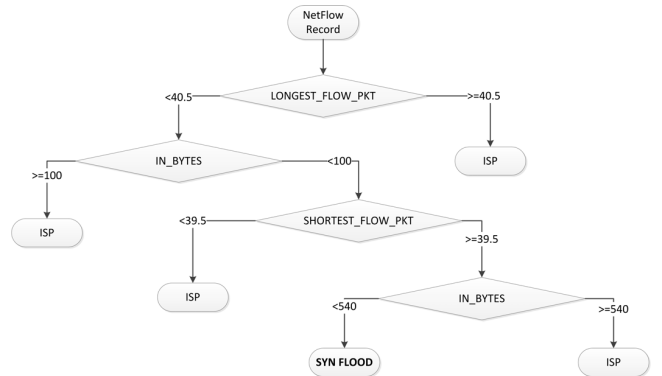 NetFlow
Record
<40.5
LONGEST_FLOW_PKT
>=40.5
IN_BYTES
<100
ISP
>=100
ISP
<39.5
SHORTEST_FLOW_PKT
>=39.5
ISP
<540
IN_BYTES
>=540
SYN FLOOD
ISP